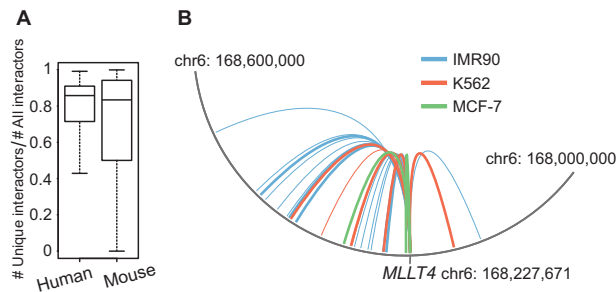 A
B
# Unique interactors/# All interactors
1
0.8
0.6
0.4
0.2
0
Human
Mouse
chr6: 168,600,000
IMR90
K562
MCF-7
chr6: 168,000,000
MLLT4 chr6: 168,227,671